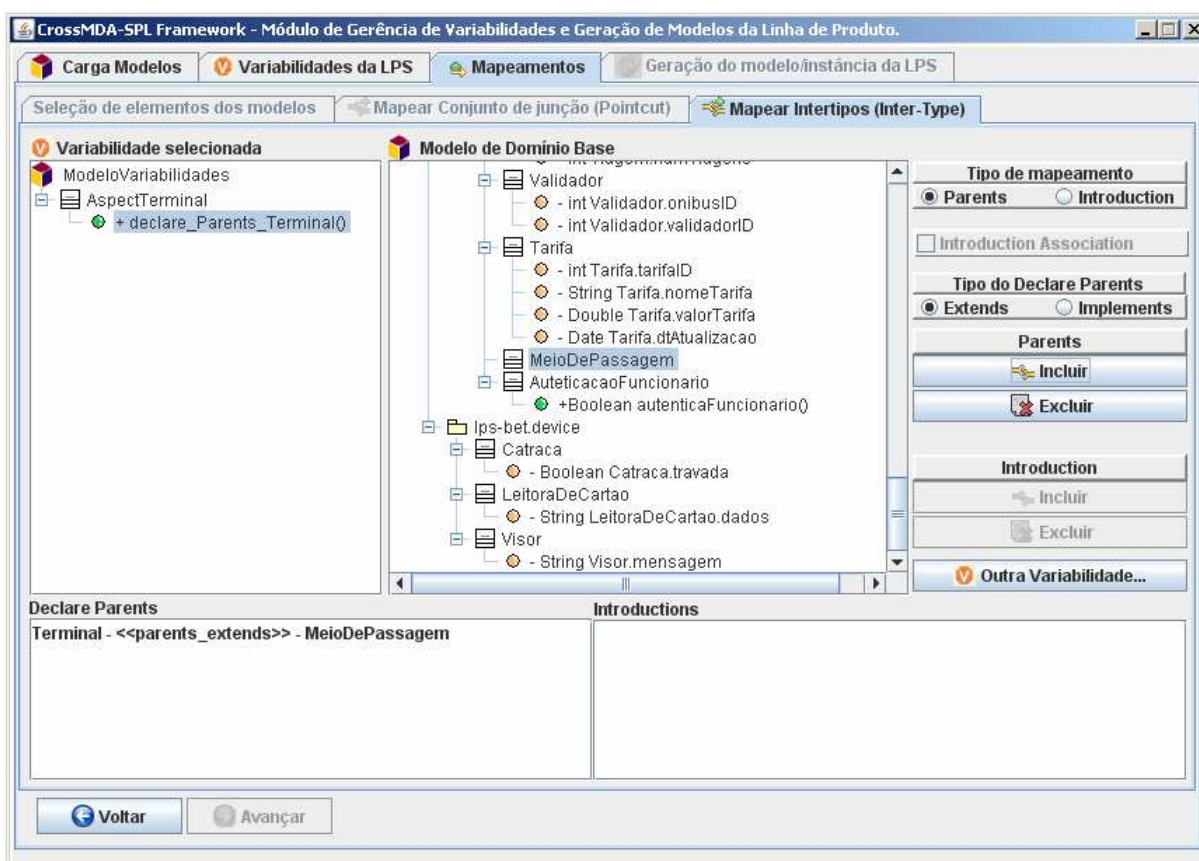 CrossMDA-SPL Framework - Módulo de Gerência de Variabilidades e Geração de Modelos da Linha de Produto.
Carga Modelos
Variabilidades da LPS
Mapeamentos
Geração do modelo/instância da LPS
Seleção de elementos dos modelos
Mapear Conjunto de junção (Pointcut)
Mapear Intertipos (Inter-Type)
Variabilidade selecionada
ModeloVariabilidades
AspectTerminal
+ declare_Parents_Terminal()
Modelo de Domínio Base
Validador
- int Validador.onibusID
- int Validador.validadorID
Tarifa
- int Tarifa.tarifaID
- String Tarifa.nomeTarifa
- Double Tarifa.valorTarifa
- Date Tarifa.dtAtualizacao
MeioDePassagem
AuteticacaoFuncionario
+Boolean autenticaFuncionario()
lps-bet.device
Catraca
- Boolean Catraca.travada
LeitoraDeCartao
- String LeitoraDeCartao.dados
Visor
- String Visor.mensagem
Tipo de mapeamento
Parents Introduction
Introduction Association
Tipo do Declare Parents
Extends Implements
Parents
Incluir
Excluir
Introduction
Incluir
Excluir
Outra Variabilidade...
Declare Parents
Terminal - <<parents_extends>> - MeioDePassagem
Introductions
Voltar
Avançar